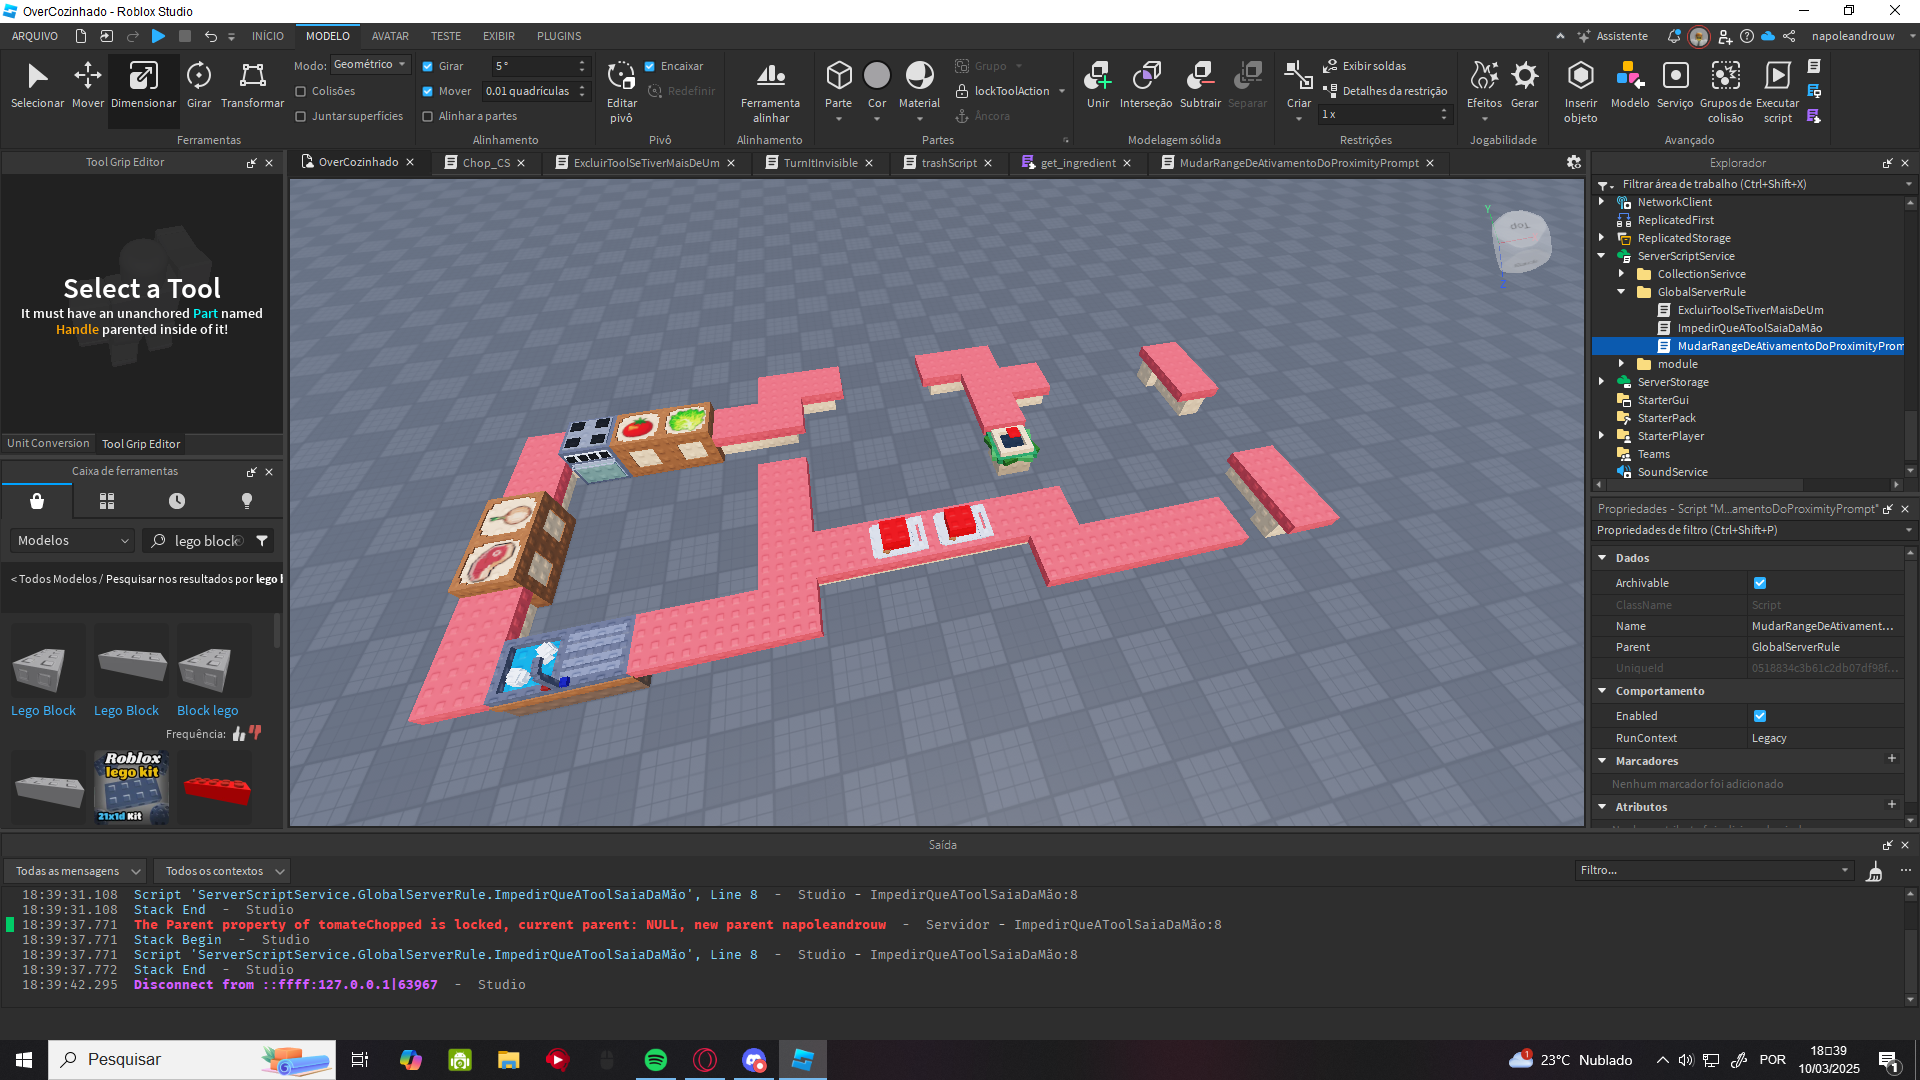 OverCozinhado - Roblox Studio
ARQUIVO INÍCIO MODELO AVATAR TESTE EXIBIR PLUGINS Assistente napoleandrouw
Selecionar Mover Dimensionar Girar Transformar
Modo: Geométrico
Colisões
Juntar superfícies
Ferramentas
Girar 5 °
Mover 0.01 quadrículas
Alinhar a partes
Alinhamento
Editar pivô
Encaixar
Redefinir
Pivô
Ferramenta alinhar
Alinhamento
Parte Cor Material
Grupo
lockToolAction
Âncora
Partes
Unir Interseção Subtrair Separar
Modelagem sólida
Criar
Exibir soldas
Detalhes da restrição
1 x
Restrições
Efeitos Gerar
Jogabilidade
Inserir objeto Modelo Serviço Grupos de colisão Executar script
Avançado
Tool Grip Editor
Select a Tool
It must have an unanchored Part named
Handle parented inside of it!
Unit Conversion Tool Grip Editor
Caixa de ferramentas
Modelos lego block
< Todos Modelos / Pesquisar nos resultados por lego b
Lego Block Lego Block Block lego
Frequência:
Roblox
lego kit
21x1d Kit
OverCozinhado Chop_CS ExcluirToolSeTiverMaisDeUm TurnItInvisible trashScript get_ingredient MudarRangeDeAtivamentoDoProximityPrompt
Y
Top
Z
Explorador
Filtrar área de trabalho (Ctrl+Shift+X)
NetworkClient
ReplicatedFirst
ReplicatedStorage
ServerScriptService
CollectionSerivce
GlobalServerRule
ExcluirToolSeTiverMaisDeUm
ImpedirQueAToolSaiaDaMão
MudarRangeDeAtivamentoDoProximityProm
module
ServerStorage
StarterGui
StarterPack
StarterPlayer
Teams
SoundService
Propriedades - Script "M...amentoDoProximityPrompt"
Propriedades de filtro (Ctrl+Shift+P)
Dados
Archivable
ClassName Script
Name MudarRangeDeAtivament...
Parent GlobalServerRule
UniqueId 0518834c3b61c2db07df98f...
Comportamento
Enabled
RunContext Legacy
Marcadores
Nenhum marcador foi adicionado
Atributos
Saída
Todas as mensagens Todos os contextos Filtro...
18:39:31.108 Script 'ServerScriptService.GlobalServerRule.ImpedirQueAToolSaiaDaMão', Line 8 - Studio - ImpedirQueAToolSaiaDaMão:8
18:39:31.108 Stack End - Studio
18:39:37.771 The Parent property of tomateChopped is locked, current parent: NULL, new parent napoleandrouw - Servidor - ImpedirQueAToolSaiaDaMão:8
18:39:37.771 Stack Begin - Studio
18:39:37.771 Script 'ServerScriptService.GlobalServerRule.ImpedirQueAToolSaiaDaMão', Line 8 - Studio - ImpedirQueAToolSaiaDaMão:8
18:39:37.772 Stack End - Studio
18:39:42.295 Disconnect from ::ffff:127.0.0.1|63967 - Studio
Pesquisar
1
23°C Nublado
POR
18:39
10/03/2025
1